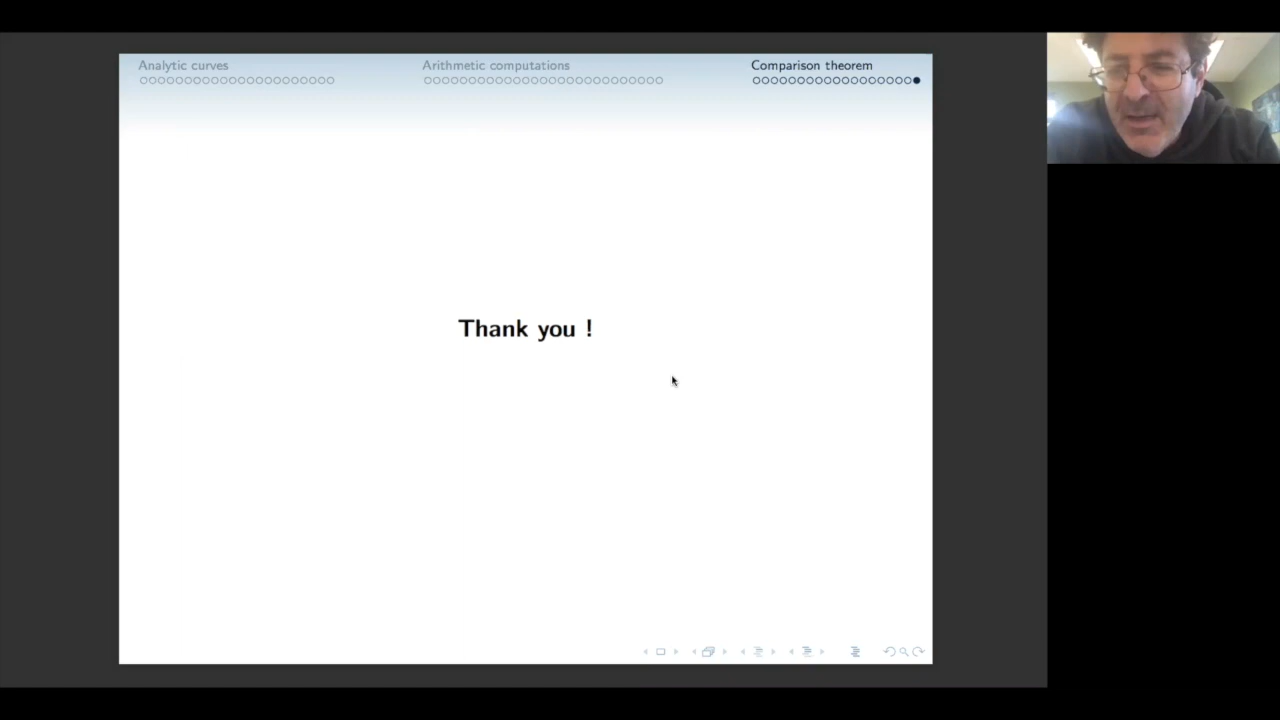 Analytic curves
Arithmetic computations
Comparison theorem
Thank you !